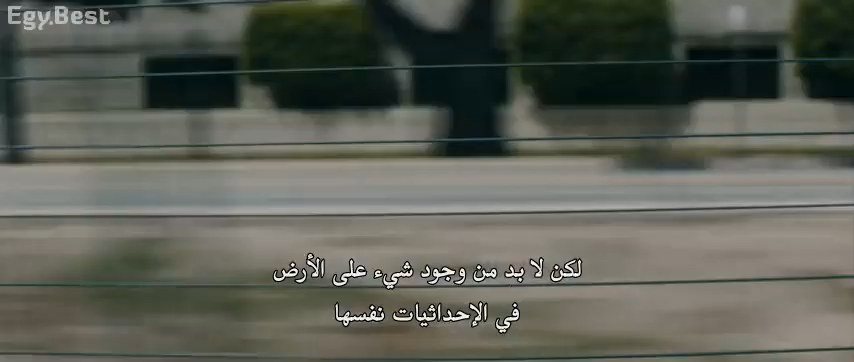 Egy.Best
لكن لا بد من وجود شيء على الأرض
في الإحداثيات نفسها